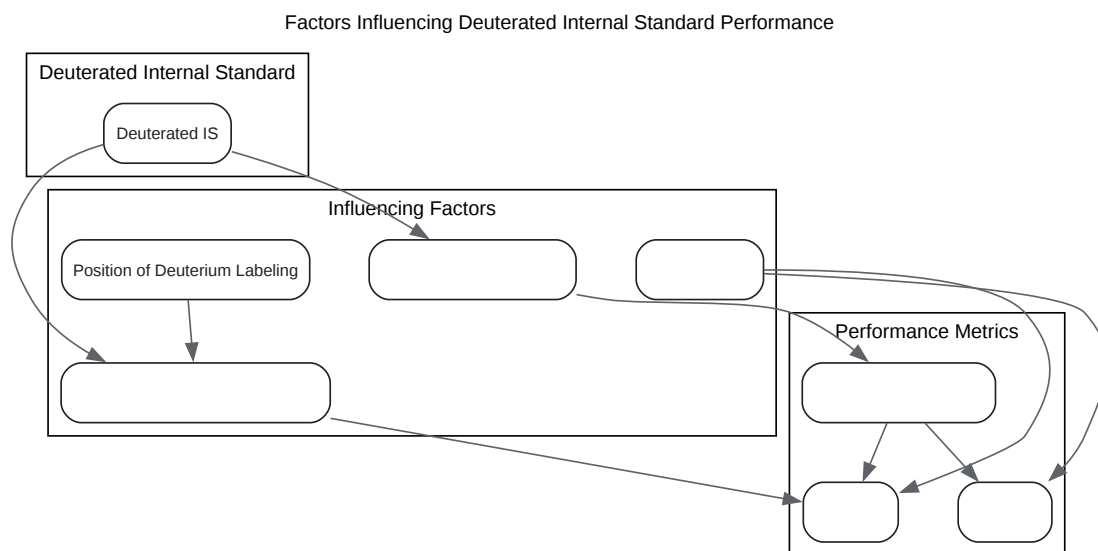 Factors Influencing Deuterated Internal Standard Performance
Deuterated Internal Standard
Deuterated IS
Influencing Factors
Position of Deuterium Labeling
Performance Metrics